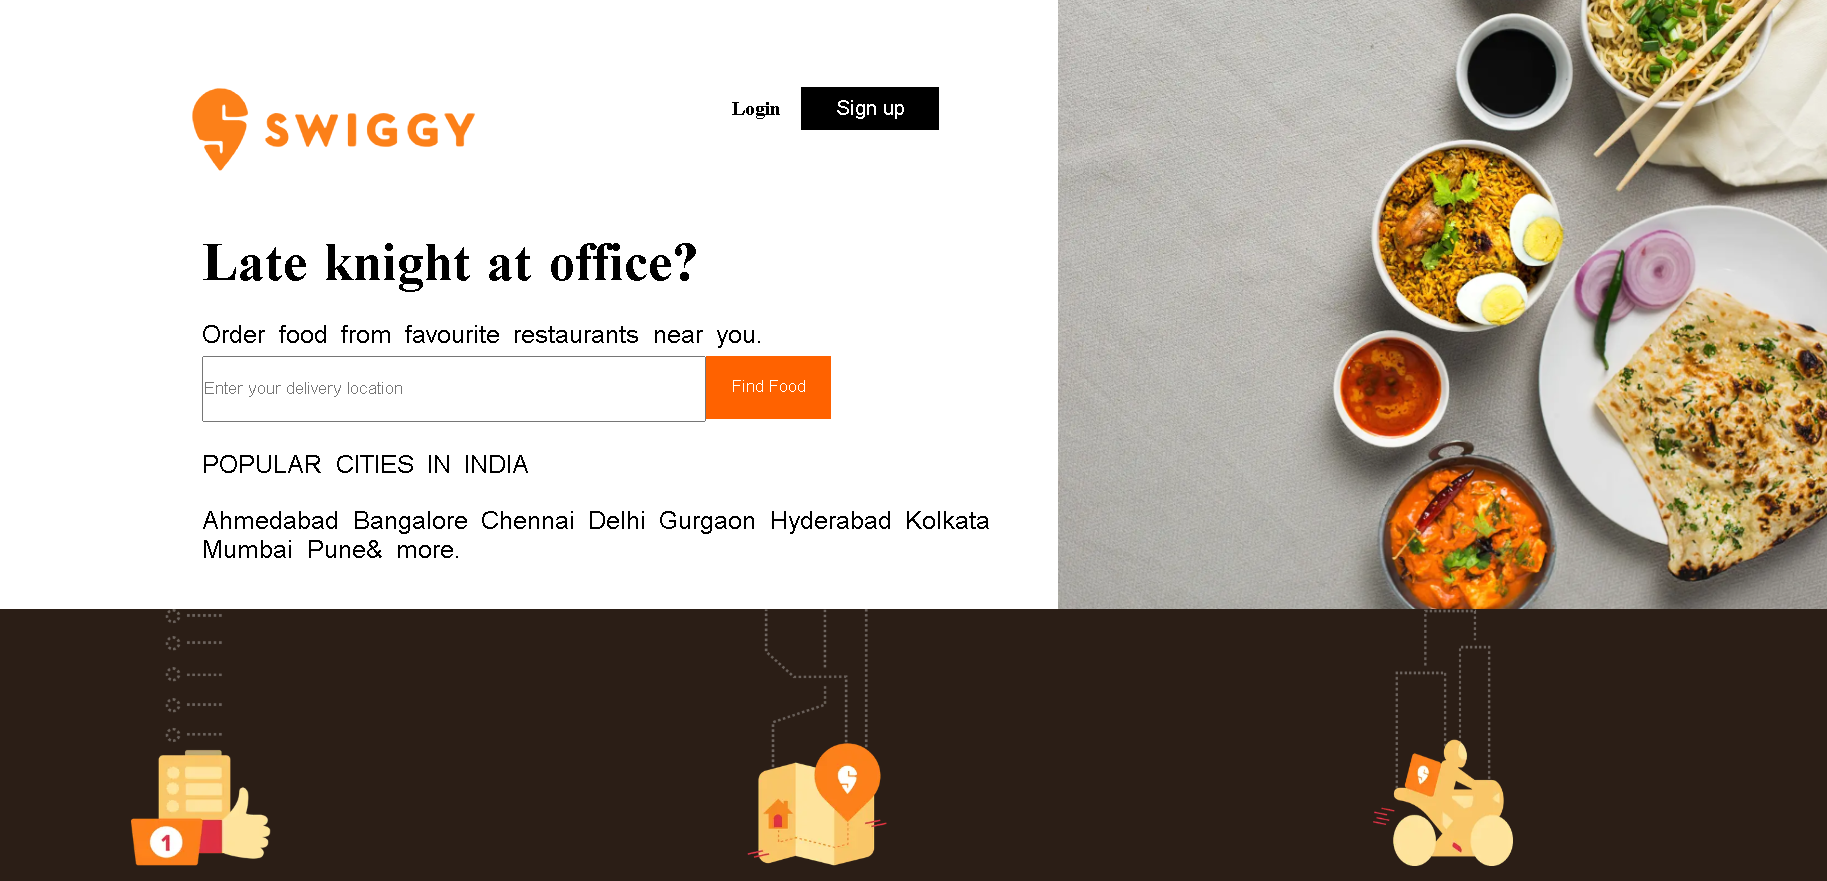 SWIGGY
Login
Sign up
Late knight at office?
Order food from favourite restaurants near you.
Enter your delivery location
Find Food
POPULAR CITIES IN INDIA
Ahmedabad Bangalore Chennai Delhi Gurgaon Hyderabad Kolkata
Mumbai Pune& more.
1